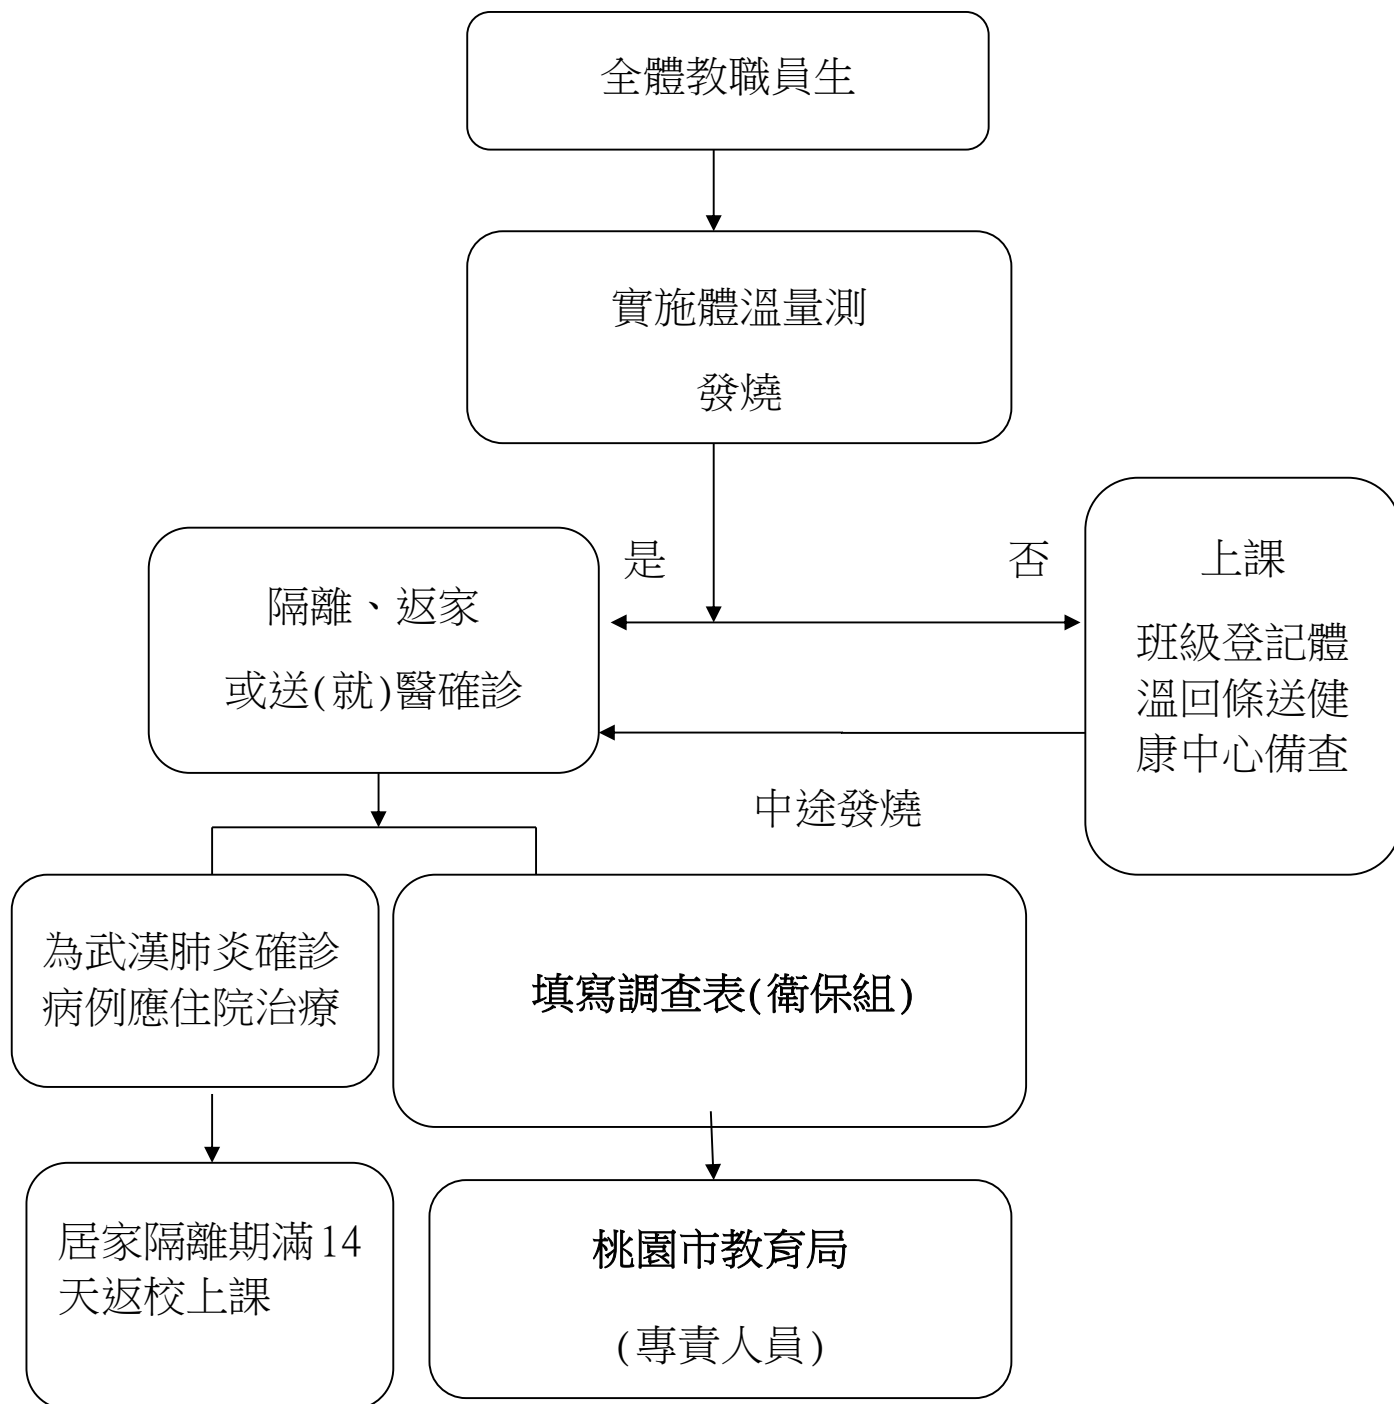 全體教職員生
實施體溫量測
發燒
是
否
上課
班級登記體
溫回條送健
康中心備查
隔離、返家
或送(就)醫確診
中途發燒
為武漢肺炎確診
病例應住院治療
填寫調查表(衛保組)
居家隔離期滿14
天返校上課
桃園市教育局
(專責人員)